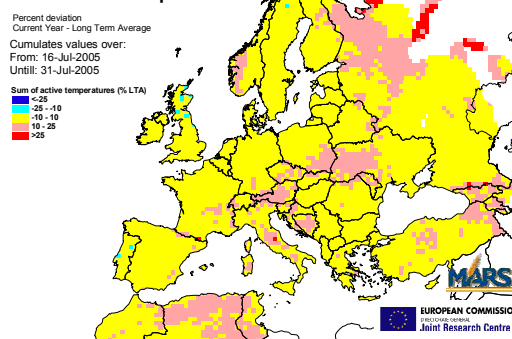 Percent deviation
Current Year - Long Term Average
Cumulates values over:
From: 16-Jul-2005
Untill: 31-Jul-2005
Sum of active temperatures (% LTA)
<-25
-25 - -10
-10 - 10
10 - 25
>25
MARS
EUROPEAN COMMISSIO
DIRECTORATE GENERAL
Joint Research Centre